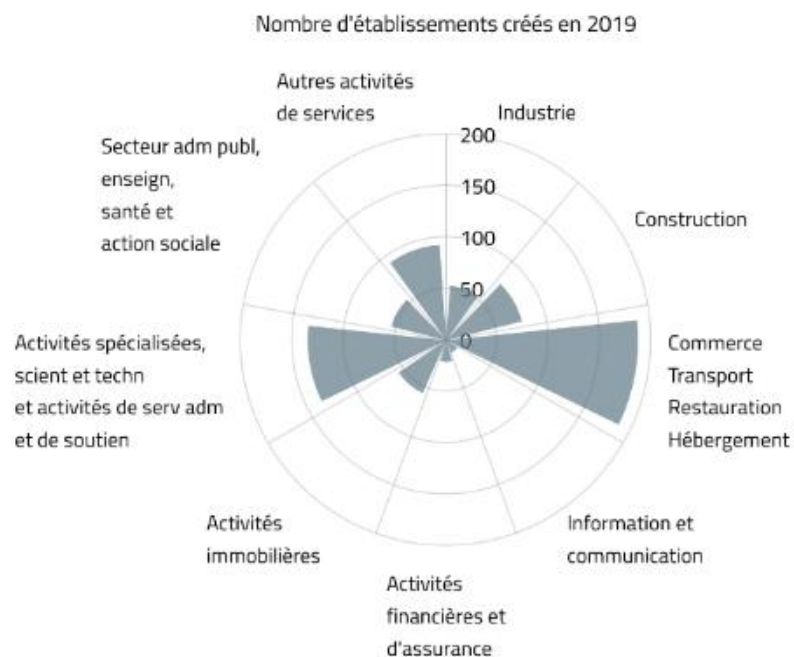 Nombre d'établissements créés en 2019
Autres activités
de services
Industrie
Secteur adm publ,
enseign,
santé et
action sociale
Construction
200
150
100
50
0
Activités spécialisées,
scient et techn
et activités de serv adm
et de soutien
Commerce
Transport
Restauration
Hébergement
Activités
immobilières
Information et
communication
Activités
financières et
d'assurance